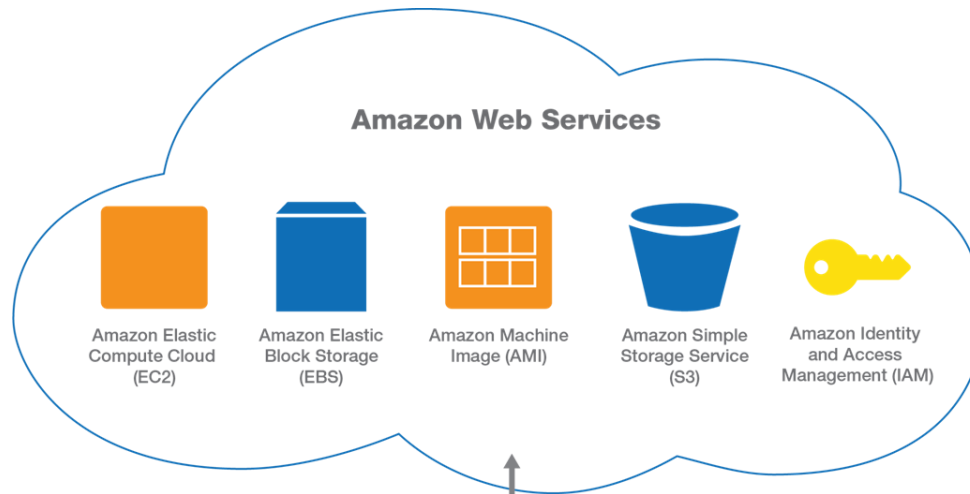 Amazon Web Services
Amazon Elastic
Compute Cloud
(EC2)
Amazon Elastic
Block Storage
(EBS)
Amazon Machine
Image (AMI)
Amazon Simple
Storage Service
(S3)
Amazon Identity
and Access
Management (IAM)